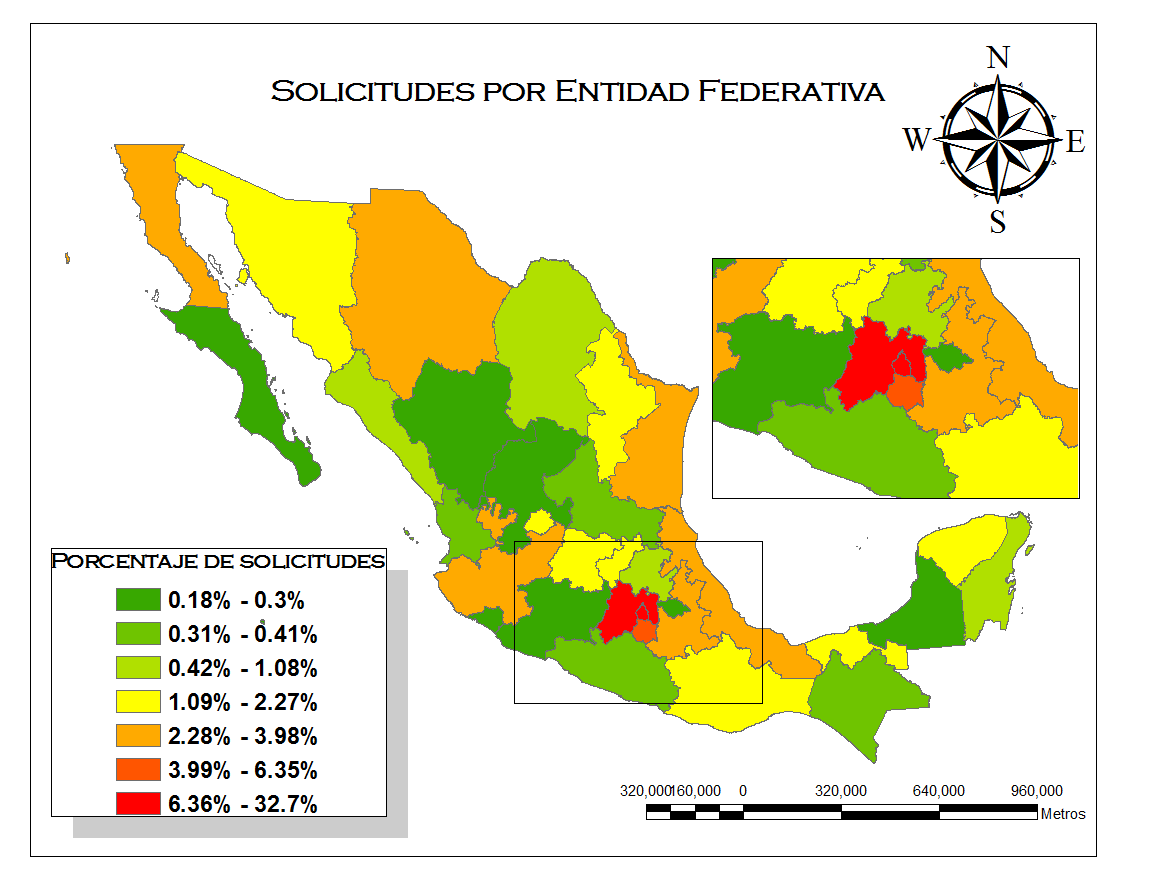 SOLICITUDES POR ENTIDAD FEDERATIVA
N
W
E
S
PORCENTAJE DE SOLICITUDES
0.18% - 0.3%
0.31% - 0.41%
0.42% - 1.08%
1.09% - 2.27%
2.28% - 3.98%
3.99% - 6.35%
6.36% - 32.7%
320,000160,000 0 320,000 640,000 960,000
Metros